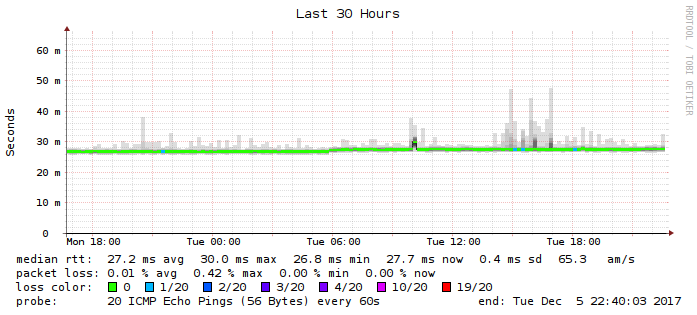 Last 30 Hours
RRDTOOL / TOBI OETIKER
Seconds
60 m
50 m
40 m
30 m
20 m
10 m
0
Mon 18:00 Tue 00:00 Tue 06:00 Tue 12:00 Tue 18:00
median rtt: 27.2 ms avg 30.0 ms max 26.8 ms min 27.7 ms now 0.4 ms sd 65.3 am/s
packet loss: 0.01 % avg 0.42 % max 0.00 % min 0.00 % now
loss color: 0 1/20 2/20 3/20 4/20 10/20 19/20
probe: 20 ICMP Echo Pings (56 Bytes) every 60s end: Tue Dec 5 22:40:03 2017